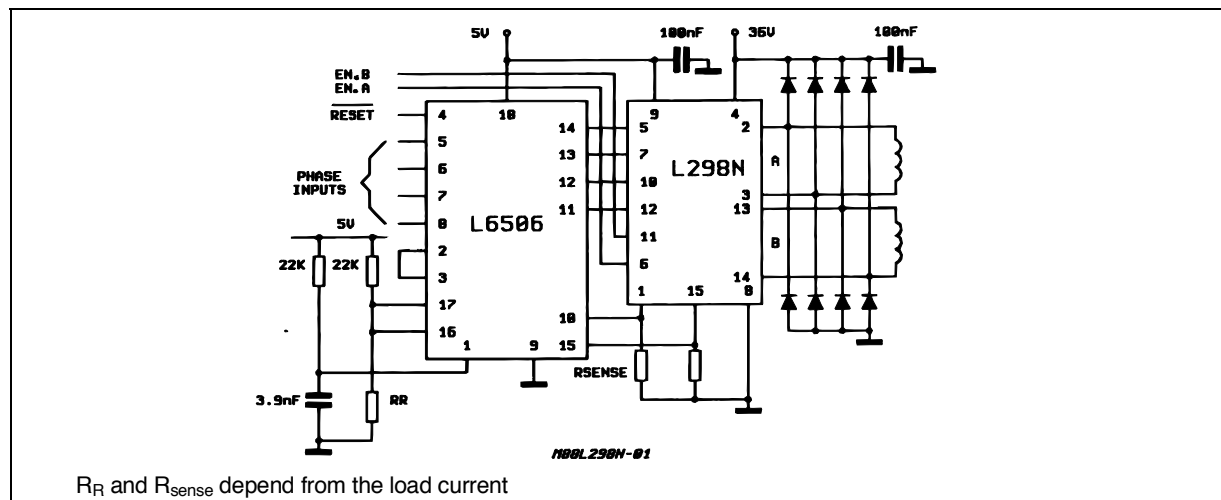 5V 100nF 36V 100nF
EN.B
EN.A
RESET
4 18 9 4
5 14 5 2
6 13 7 L298N A
PHASE
INPUTS
7 12 10 3
8 11 12 13
L6506
5V
2 11 B
22K 22K 3 6 14
17 1 15 8
16 10
1 9 15
RSENSE
3.9nF RR
M88L298N-01
RR and Rsense depend from the load current